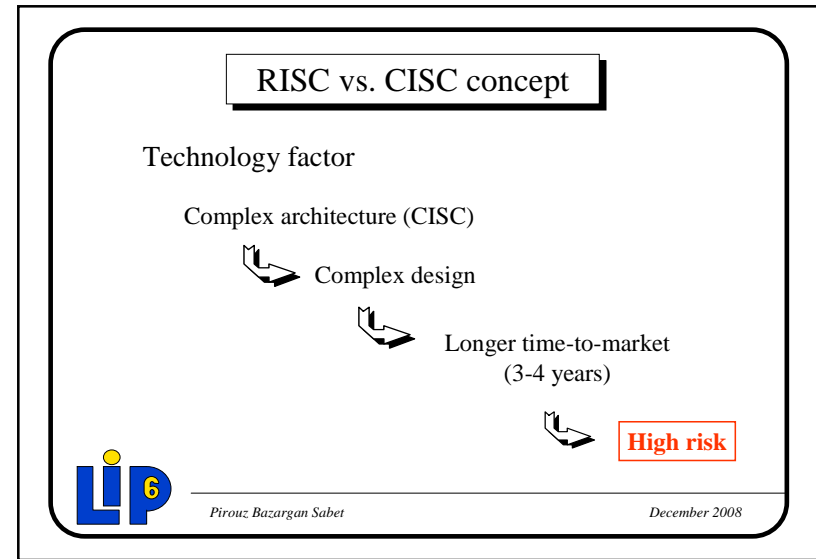 RISC vs. CISC concept
Technology factor
Complex architecture (CISC)
Complex design
Longer time-to-market
(3-4 years)
High risk
LIP6
Pirouz Bazargan Sabet
December 2008